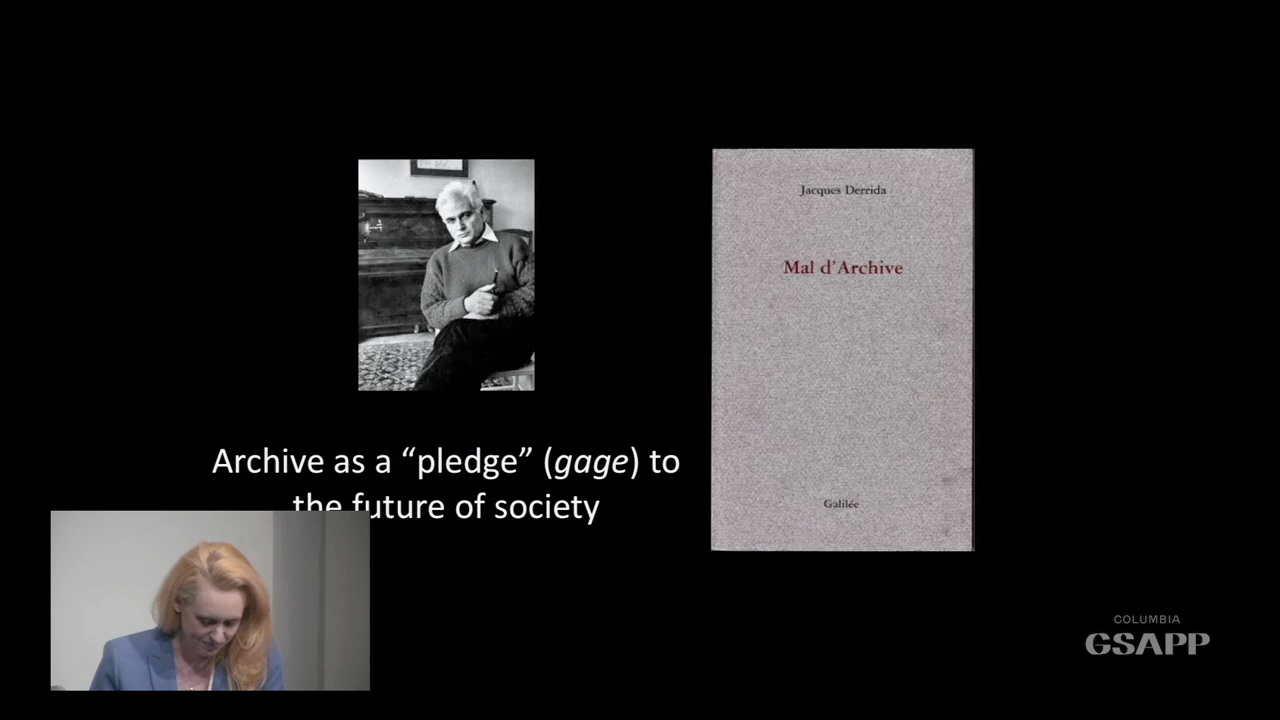 Jacques Derrida
Mal d'Archive
Galilée
Archive as a “pledge” (gage) to
the future of society
COLUMBIA
GSAPP